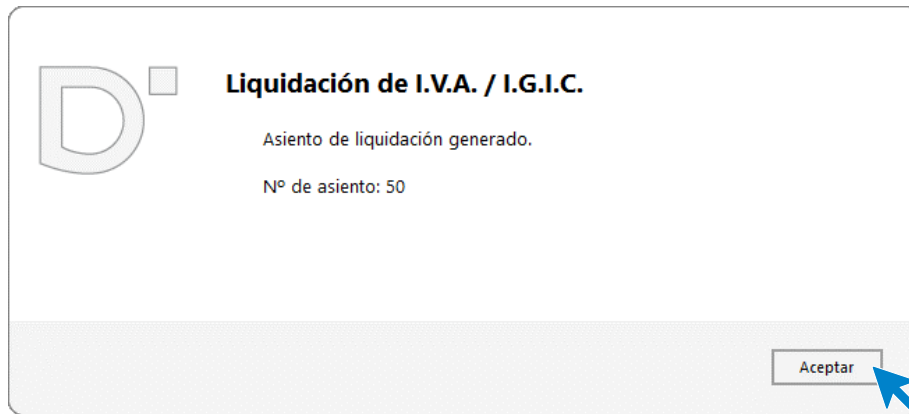 Liquidación de I.V.A. / I.G.I.C.
Asiento de liquidación generado.
Nº de asiento: 50
Aceptar